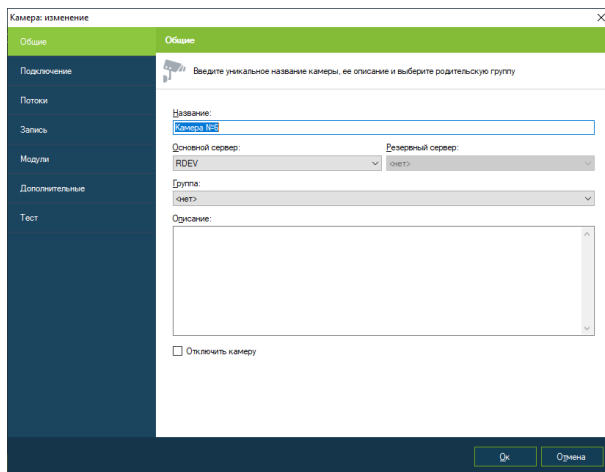 Камера: изменение
Общие
Общие
Подключение
Введите уникальное название камеры, ее описание и выберите родительскую группу
Потоки
Название:
Запись
Камера №6
Основной сервер:
Резервный сервер:
Модули
RDEV
<нет>
Дополнительные
Группа:
<нет>
Тест
Описание:
Отключить камеру
Ок
Отмена